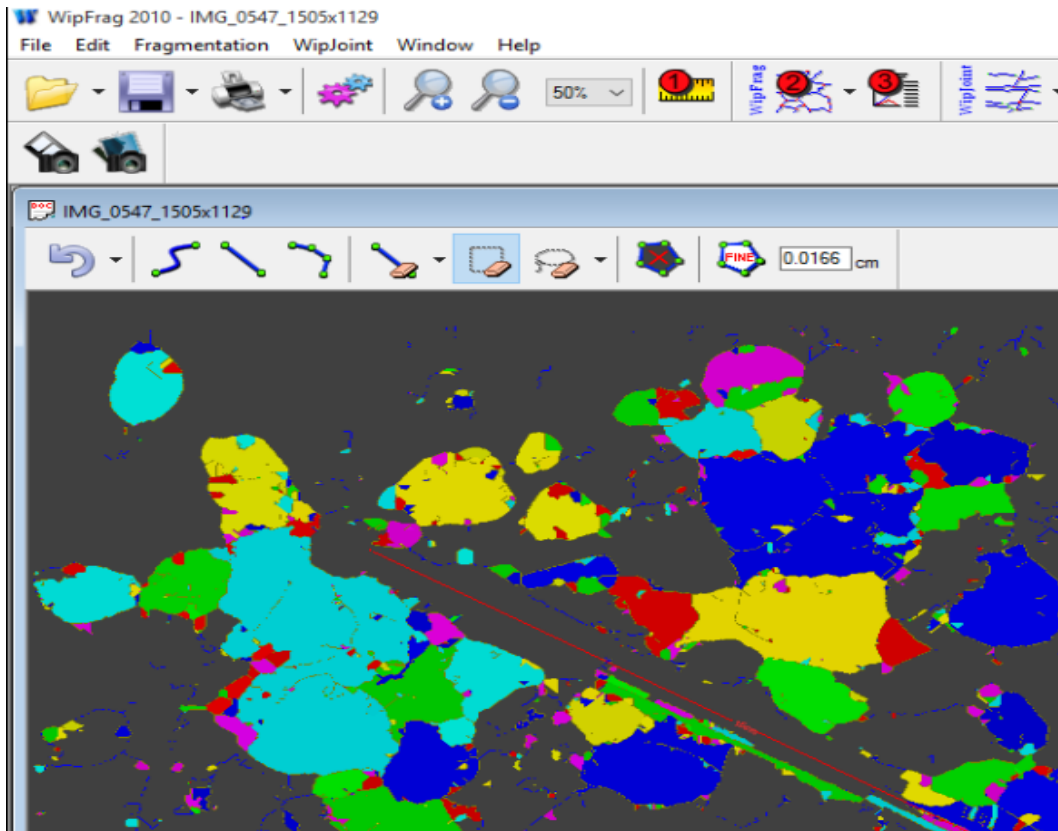 WipFrag 2010 - IMG_0547_1505x1129
File Edit Fragmentation WipJoint Window Help
50% 1 WipFrag 2 3 WipJoint
DOC IMG_0547_1505x1129
FINE 0.0166 cm